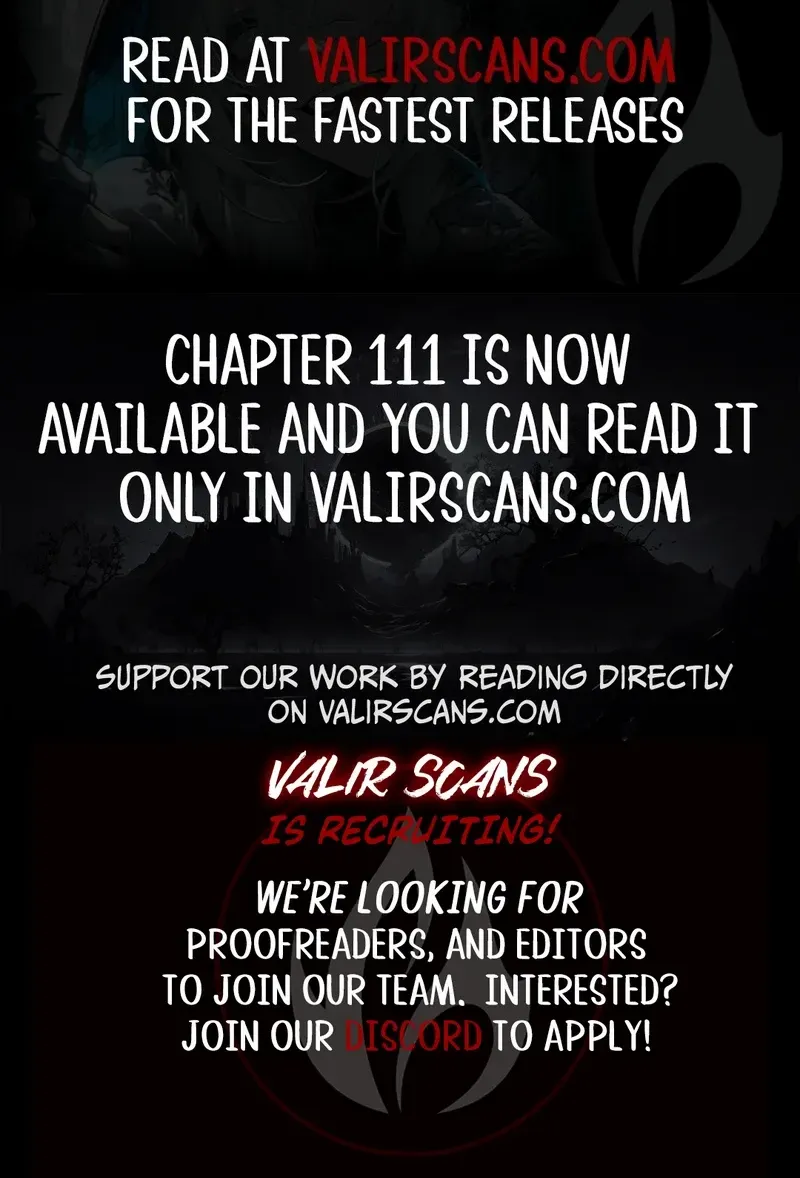 READ AT VALIRSCANS.COM
FOR THE FASTEST RELEASES
CHAPTER 111 IS NOW
AVAILABLE AND YOU CAN READ IT
ONLY IN VALIRSCANS.COM
SUPPORT OUR WORK BY READING DIRECTLY
ON VALIRSCANS.COM
VALIR SCANS
IS RECRUITING!
WE'RE LOOKING FOR
PROOFREADERS, AND EDITORS
TO JOIN OUR TEAM. INTERESTED?
JOIN OUR DISCORD TO APPLY!